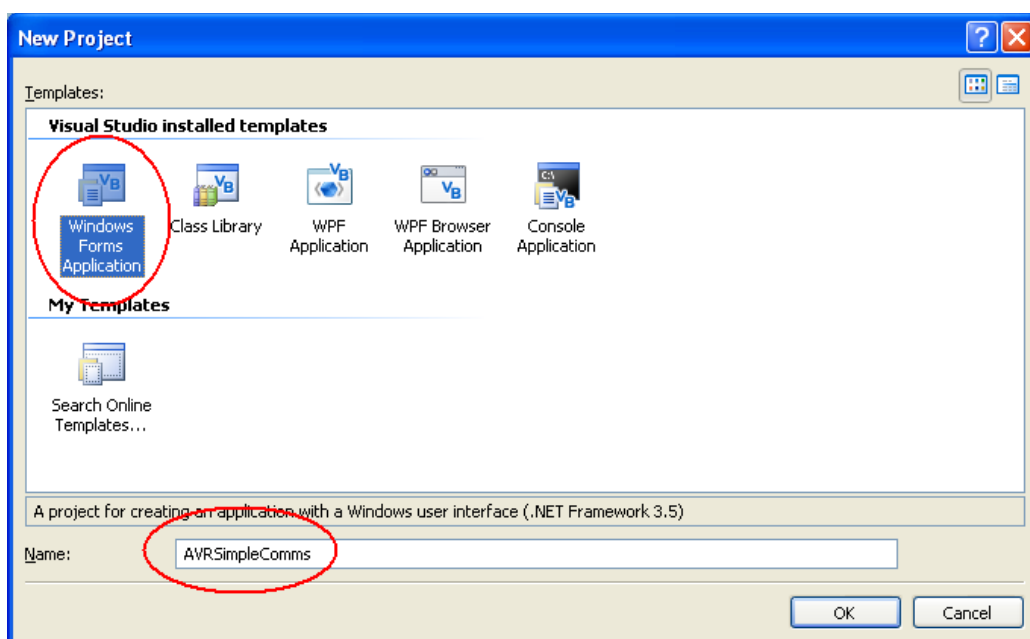 New Project
Templates:
Visual Studio installed templates
Windows Forms Application
Class Library
WPF Application
WPF Browser Application
Console Application
My Templates
Search Online Templates...
A project for creating an application with a Windows user interface (.NET Framework 3.5)
Name: AVRSimpleComms
OK Cancel